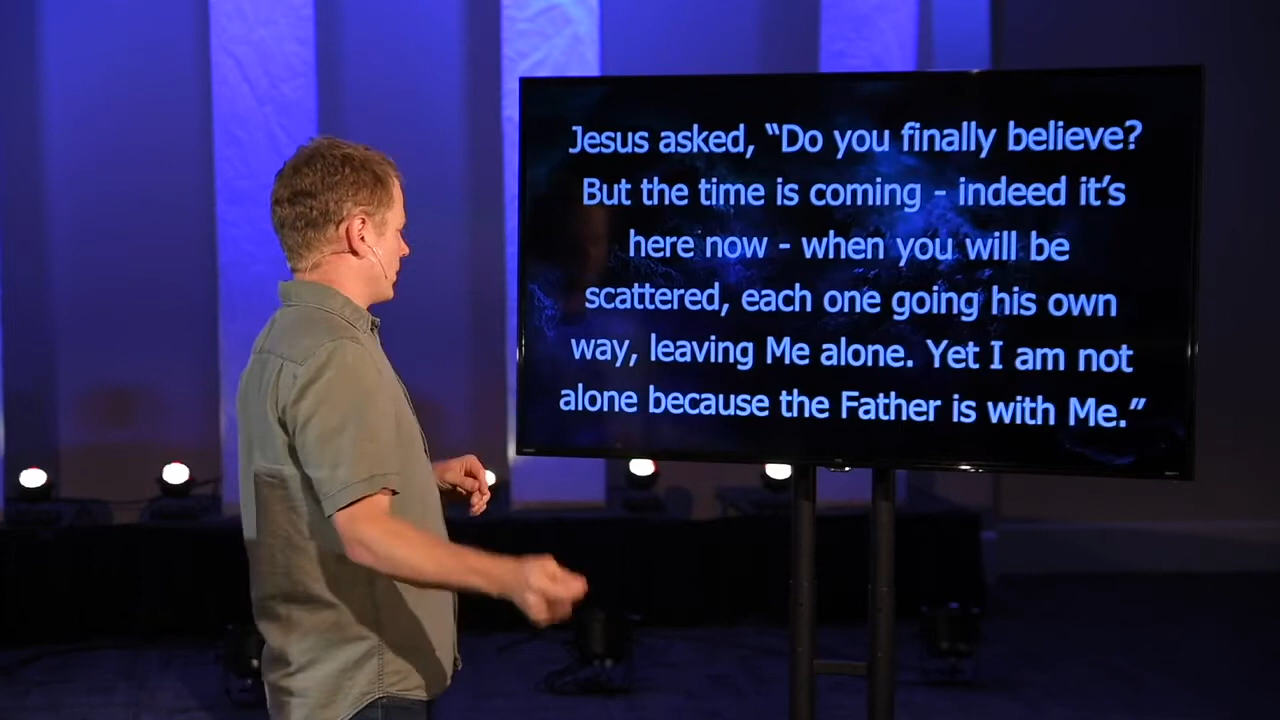 Jesus asked, “Do you finally believe?
But the time is coming - indeed it’s
here now - when you will be
scattered, each one going his own
way, leaving Me alone. Yet I am not
alone because the Father is with Me.”